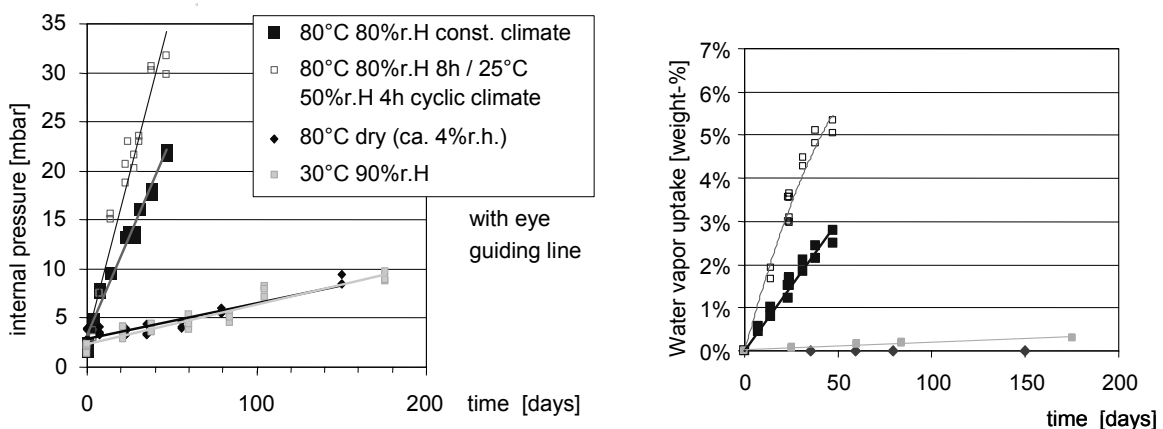 35
30
25
20
15
10
5
0
internal pressure [mbar]
0
100
200
time [days]
80°C 80%r.H const. climate
80°C 80%r.H 8h / 25°C
50%r.H 4h cyclic climate
80°C dry (ca. 4%r.h.)
30°C 90%r.H
with eye
guiding line
7%
6%
5%
4%
3%
2%
1%
0%
Water vapor uptake [weight-%]
0
50
100
150
200
time [days]